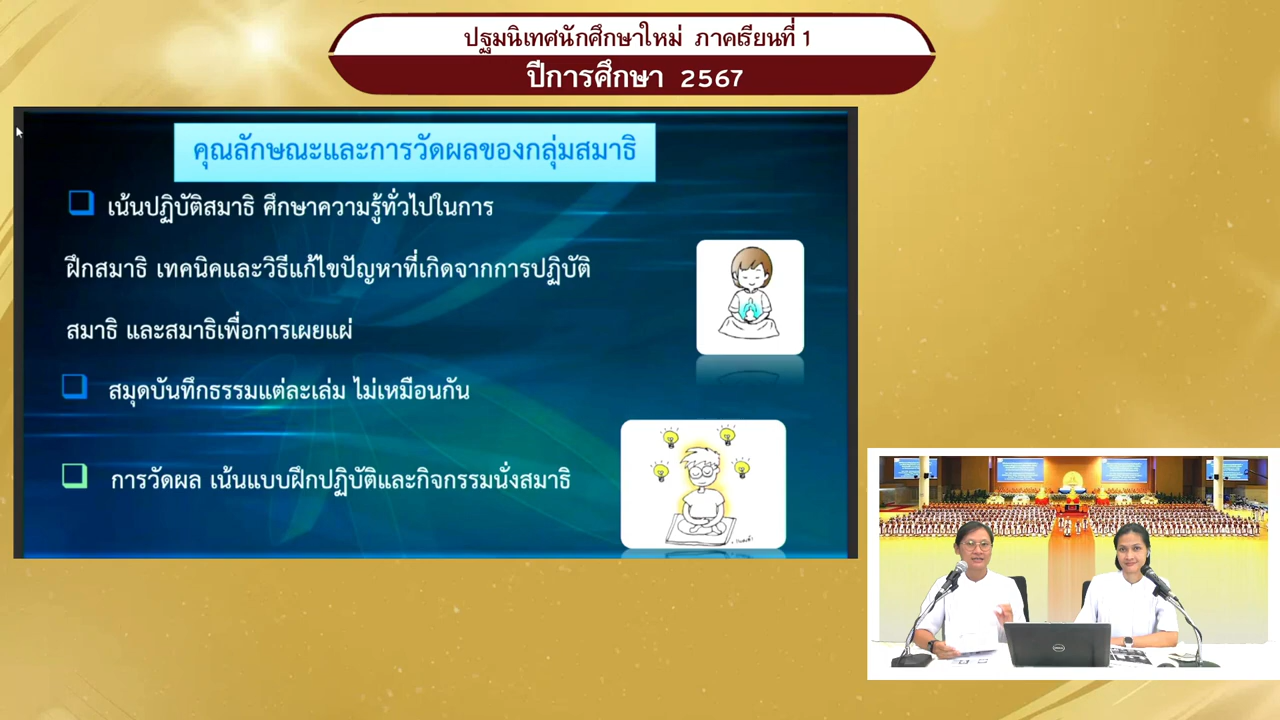 ปฐมนิเทศนักศึกษาใหม่ ภาคเรียนที่ 1
ปีการศึกษา 2567
คุณลักษณะและการวัดผลของกลุ่มสมาธิ
เน้นปฏิบัติสมาธิ ศึกษาความรู้ทั่วไปในการ
ฝึกสมาธิ เทคนิคและวิธีแก้ไขปัญหาที่เกิดจากการปฏิบัติ
สมาธิ และสมาธิเพื่อการเผยแผ่
สมุดบันทึกธรรมแต่ละเล่ม ไม่เหมือนกัน
การวัดผล เน้นแบบฝึกปฏิบัติและกิจกรรมนั่งสมาธิ